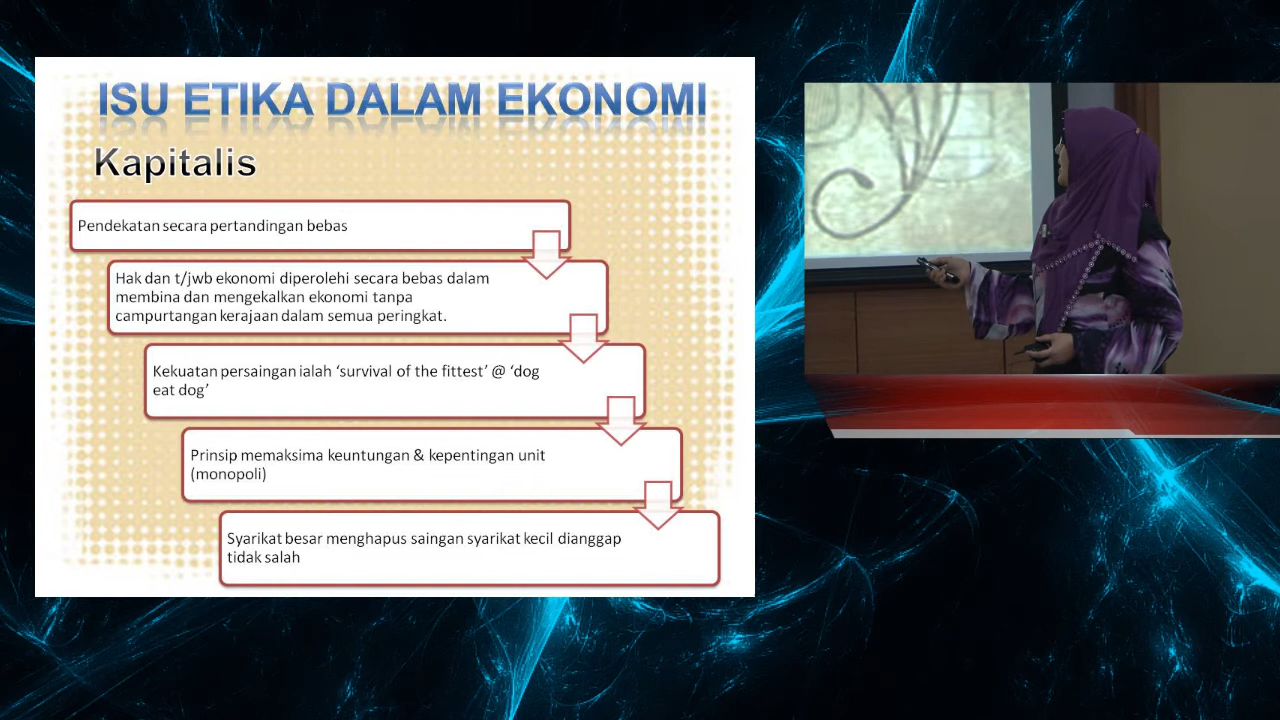 ISU ETIKA DALAM EKONOMI
Kapitalis
Pendekatan secara pertandingan bebas
Hak dan t/jwb ekonomi diperolehi secara bebas dalam
membina dan mengekalkan ekonomi tanpa
campurtangan kerajaan dalam semua peringkat.
Kekuatan persaingan ialah ‘survival of the fittest’ @ ‘dog
eat dog’
Prinsip memaksima keuntungan & kepentingan unit
(monopoli)
Syarikat besar menghapus saingan syarikat kecil dianggap
tidak salah